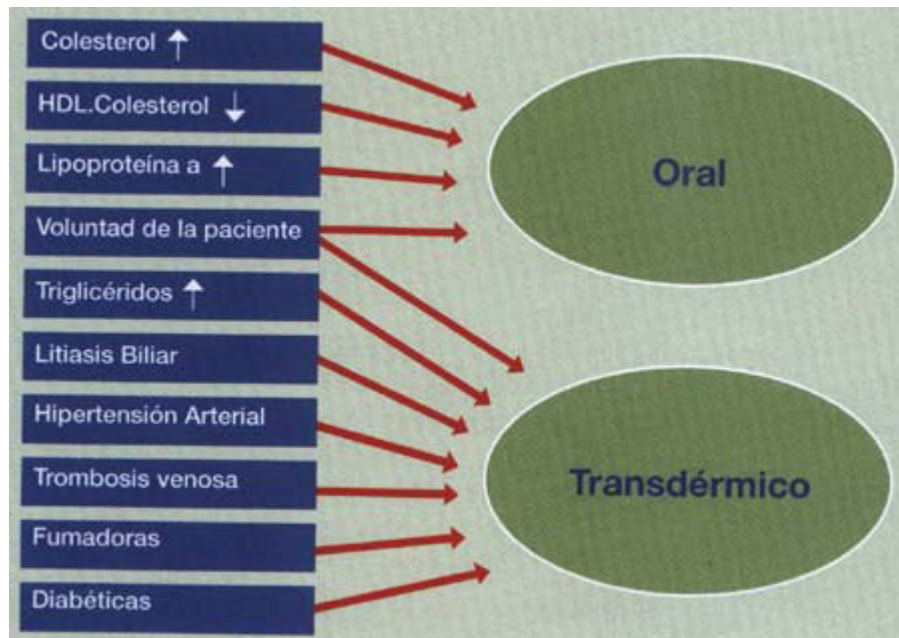 Colesterol ↑
HDL.Colesterol ↓
Lipoproteína a ↑
Voluntad de la paciente
Triglicéridos ↑
Litiasis Biliar
Hipertensión Arterial
Trombosis venosa
Fumadoras
Diabéticas
Oral
Transdérmico